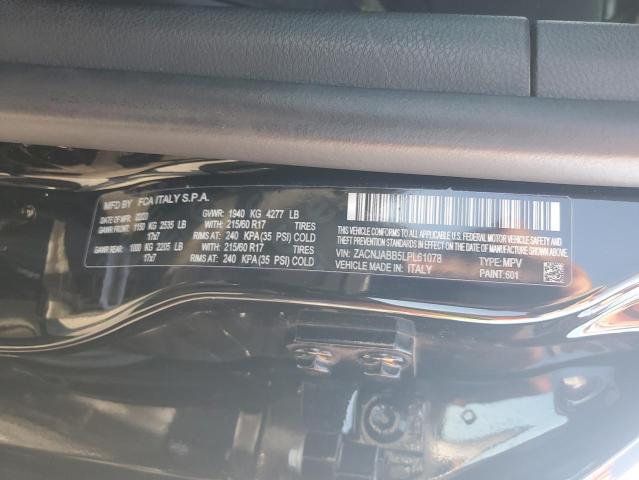 MFD BY FCA ITALY S.P.A.
DATE OF MFR 02/20 GVWR: 1940 KG 4277 LB
GAWR FRONT: 1150 KG 2535 LB WITH: 215/60 R17 TIRES
17x7 RIMS AT: 240 KPA(35 PSI) COLD
GAWR REAR: 1000 KG 2205 LB WITH: 215/60 R17 TIRES
17x7 RIMS AT: 240 KPA(35 PSI) COLD
THIS VEHICLE CONFORMS TO ALL APPLICABLE U.S.
FEDERAL MOTOR VEHICLE SAFETY, BUMPER, AND
THEFT PREVENTION STANDARDS IN EFFECT ON THE
DATE OF MANUFACTURE SHOWN ABOVE.
VIN: ZACNJABB5LPL61078 TYPE: MPV
VEHICLE MADE IN: ITALY PAINT: 601